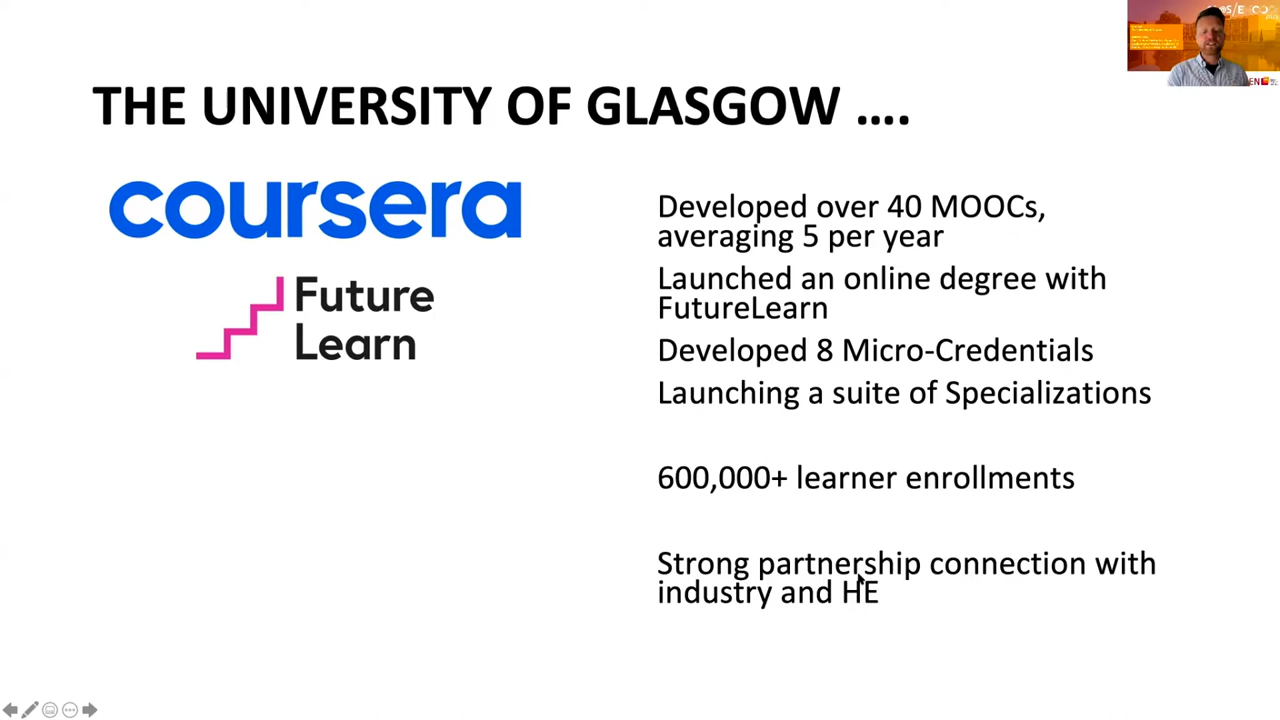 THE UNIVERSITY OF GLASGOW ....
coursera
Future
Learn
Developed over 40 MOOCs,
averaging 5 per year
Launched an online degree with
FutureLearn
Developed 8 Micro-Credentials
Launching a suite of Specializations
600,000+ learner enrollments
Strong partnership connection with
industry and HE